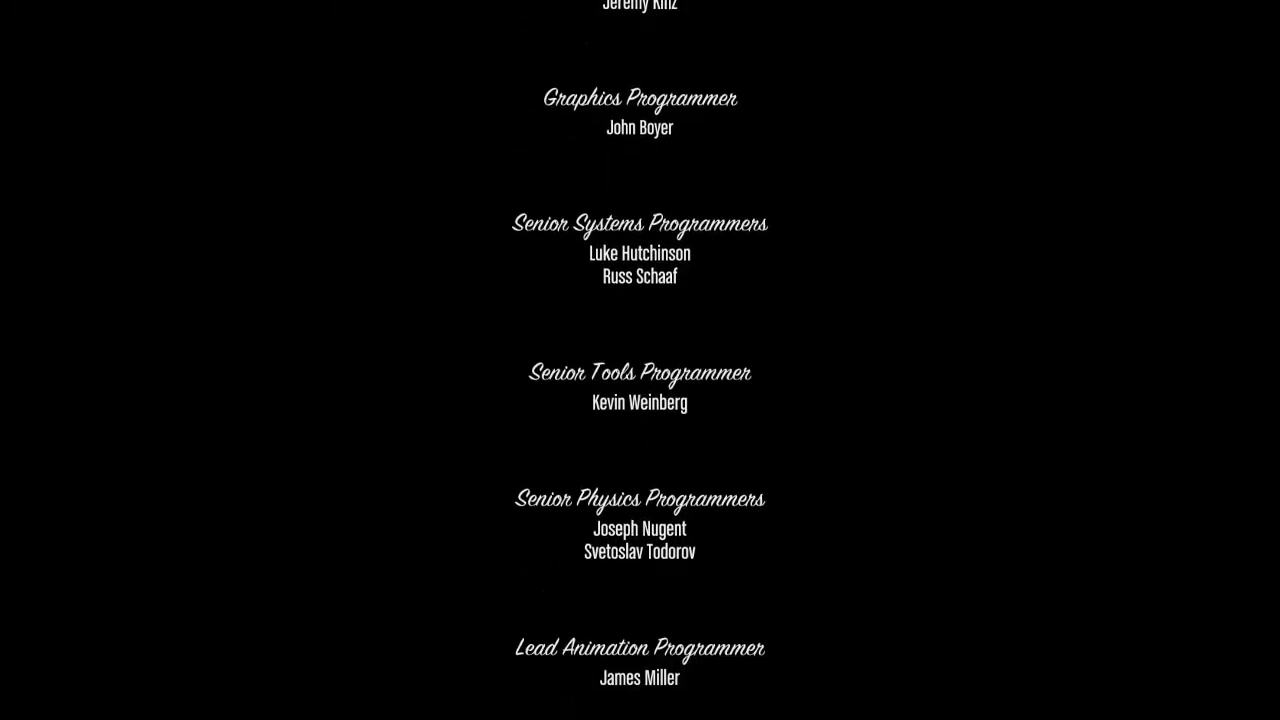 Jeremy
Graphics Programmer
John Boyer
Senior Systems Programmers
Luke Hutchinson
Russ Schaaf
Senior Tools Programmer
Kevin Weinberg
Senior Physics Programmers
Joseph Nugent
Svetoslav Todorov
Lead Animation Programmer
James Miller